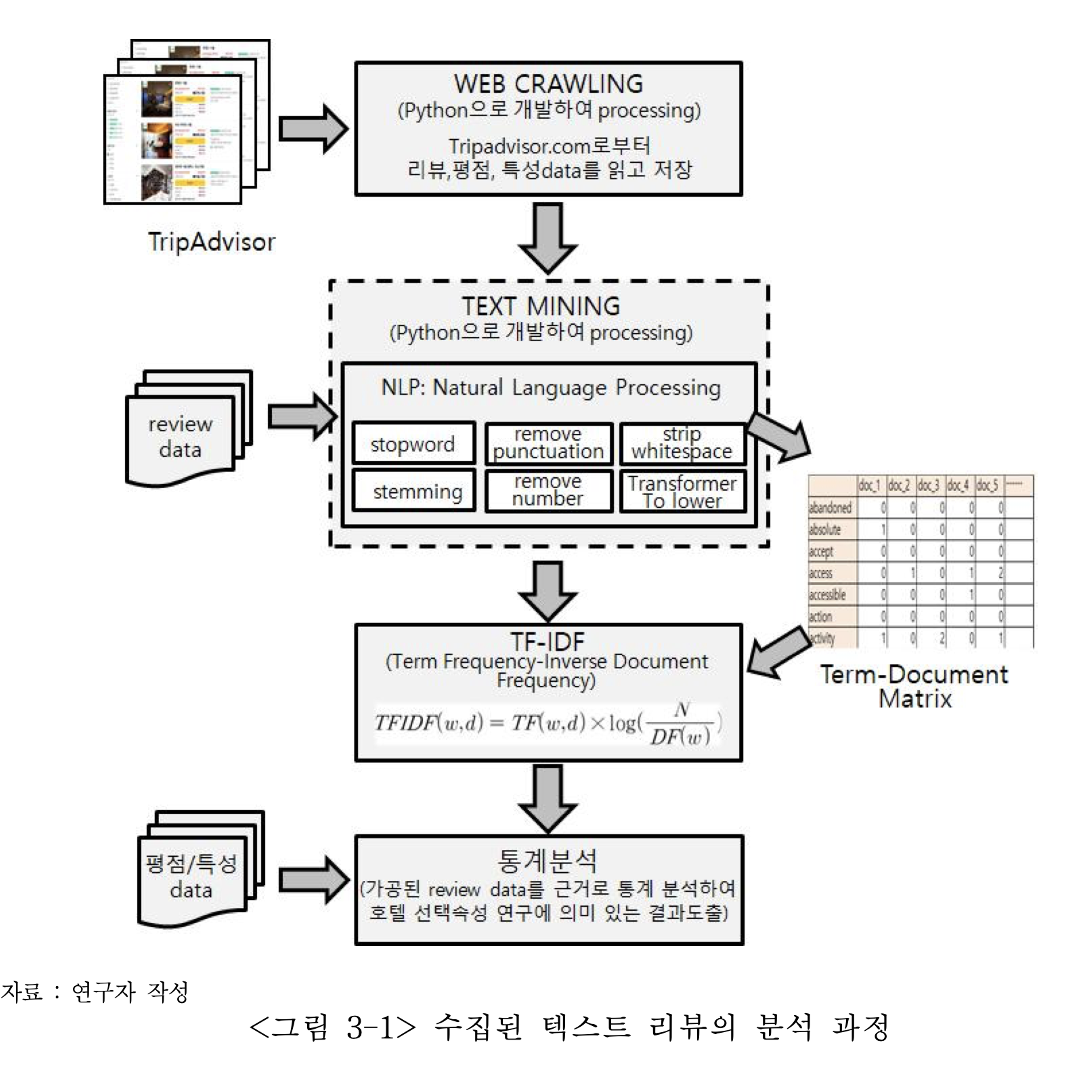 WEB CRAWLING
(Python으로 개발하여 processing)
Tripadvisor.com로부터
리뷰,평점, 특성data를 읽고 저장
TripAdvisor
TEXT MINING
(Python으로 개발하여 processing)
NLP: Natural Language Processing
review
data
stopword
remove
punctuation
strip
whitespace
stemming
remove
number
Transformer
To lower
doc_1 doc_2 doc_3 doc_4 doc_5 ······
abandoned 0 0 0 0 0
absolute 1 0 0 0 0
accept 0 0 0 0 0
access 0 1 0 1 2
accessible 0 0 0 1 0
action 0 0 0 0 0
activity 1 0 2 0 1
Term-Document
Matrix
TF-IDF
(Term Frequency-Inverse Document
Frequency)
TFIDF(w,d) = TF(w,d)×log(N/DF(w))
평점/특성
data
통계분석
(가공된 review data를 근거로 통계 분석하여
호텔 선택속성 연구에 의미 있는 결과도출)
자료 : 연구자 작성
<그림 3-1> 수집된 텍스트 리뷰의 분석 과정